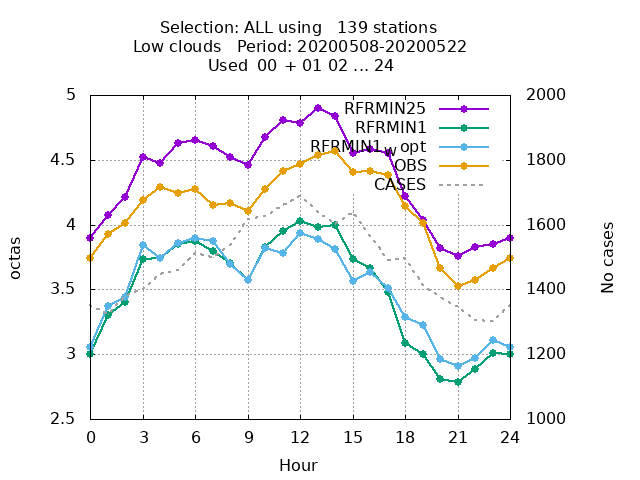 Selection: ALL using   139 stations
Low clouds   Period: 20200508-20200522
Used  00 + 01 02 ... 24
5
4.5
4
3.5
3
2.5
octas
2000
1800
1600
1400
1200
1000
No cases
RFRMIN25
RFRMIN1
RFRMIN1wopt
OBS
CASES
0
3
6
9
12
15
18
21
24
Hour